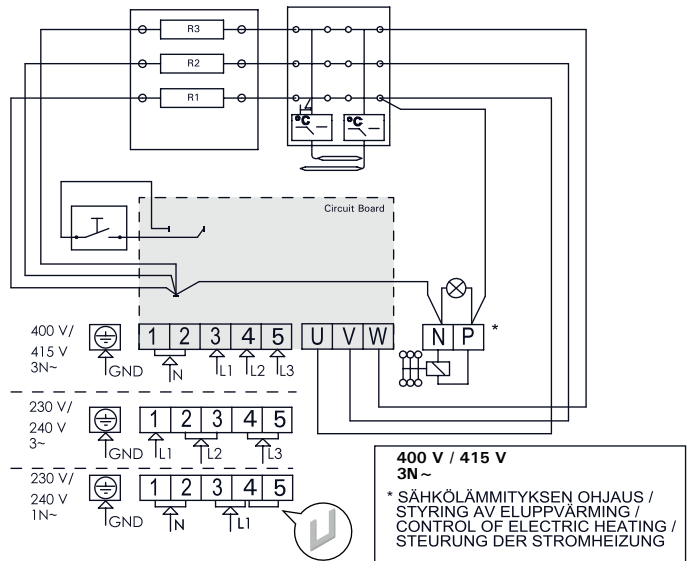 R3
R2
R1
°C °C
Circuit Board
400 V/
415 V
3N~
GND
1 2 3 4 5 U V W N P *
N L1 L2 L3
230 V/
240 V
3~
GND
1 2 3 4 5
L1 L2 L3
230 V/
240 V
1N~
GND
1 2 3 4 5
N L1
400 V / 415 V
3N~
* SÄHKÖLÄMMITYKSEN OHJAUS /
STYRING AV ELUPPVÄRMING /
CONTROL OF ELECTRIC HEATING /
STEURUNG DER STROMHEIZUNG